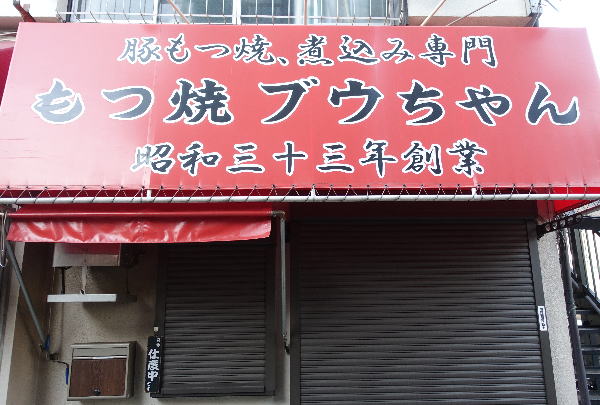 豚もつ焼、煮込み専門
もつ焼 ブウちゃん
昭和三十三年創業
仕度中